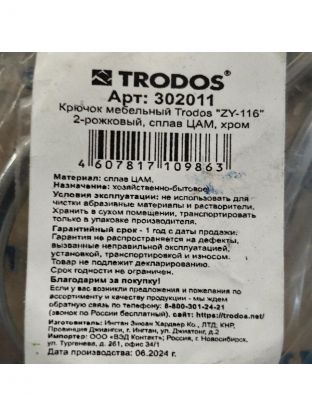 TRODOS®
Арт: 302011
Крючок мебельный Trodos "ZY-116"
2-рожковый, сплав ЦАМ, хром
4 607817 109863
Материал: сплав ЦАМ.
Назначение: хозяйственно-бытовое
Условия эксплуатации: не использовать для
чистки абразивные материалы и растворители.
Хранить в сухом помещении, транспортировать
только в упаковке производителя.
Гарантийный срок - 1 год с даты продажи.
Гарантия не распространяется на дефекты,
вызванные неправильной эксплуатацией,
установкой, транспортировкой и износом.
Товар не подлежит декларированию.
Срок годности не ограничен.
Благодарим за покупку!
Если у вас возникли предложения и пожелания по
ассортименту и качеству продукции - мы ждем
обратную связь по телефону: 8-800-301-24-21
(звонок по России бесплатный). сайт: https://trodos.net/
Изготовитель: Ингтан Зиюан Хардвер Ко., ЛТД, КНР,
Провинция Джиангси, г. Ингтан, ул. Джиатонг, д.2
Импортер: ООО «ВЭД Контакт», Россия, г. Новосибирск,
ул. Тургенева, д. 261, офис 34/1
Дата производства: 06.2024 г.